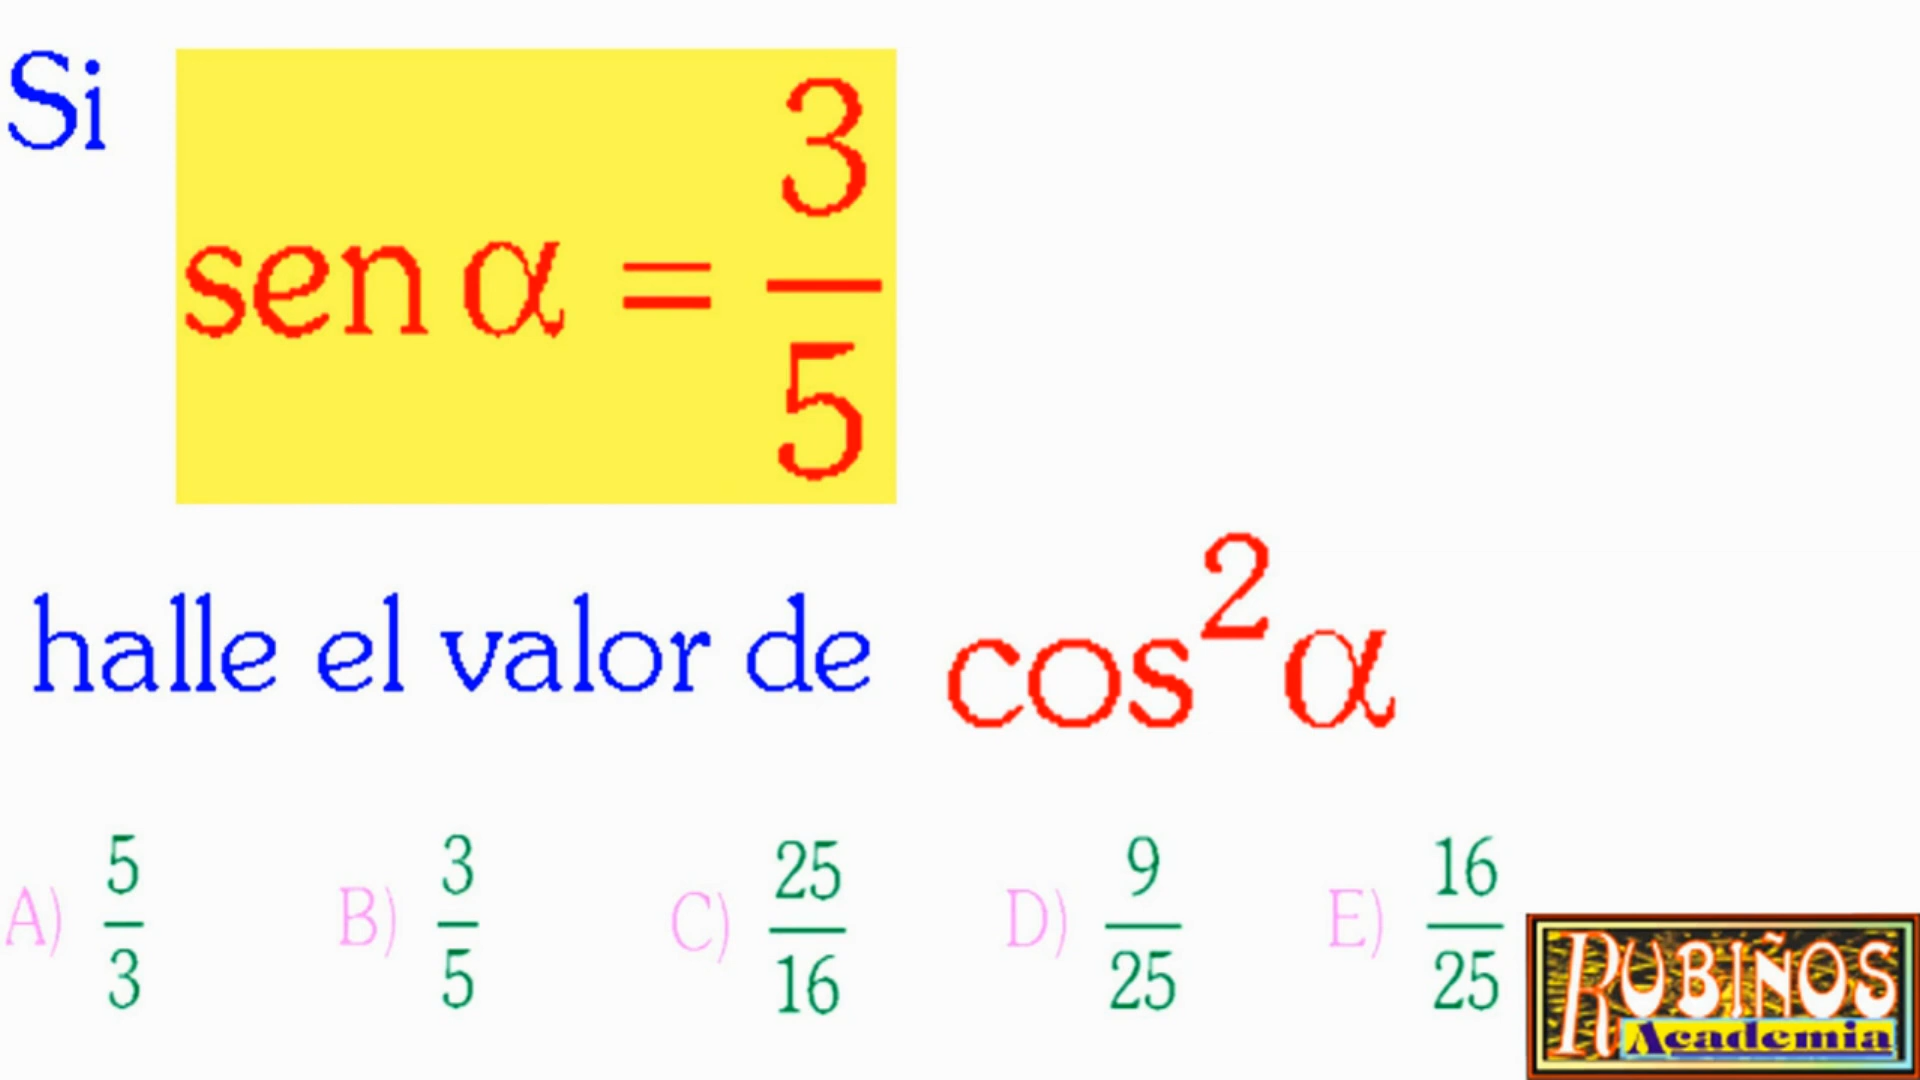 Si sen α = 3/5
halle el valor de cos²α
A) 5/3 B) 3/5 C) 25/16 D) 9/25 E) 16/25
RUBIÑOS
Academia